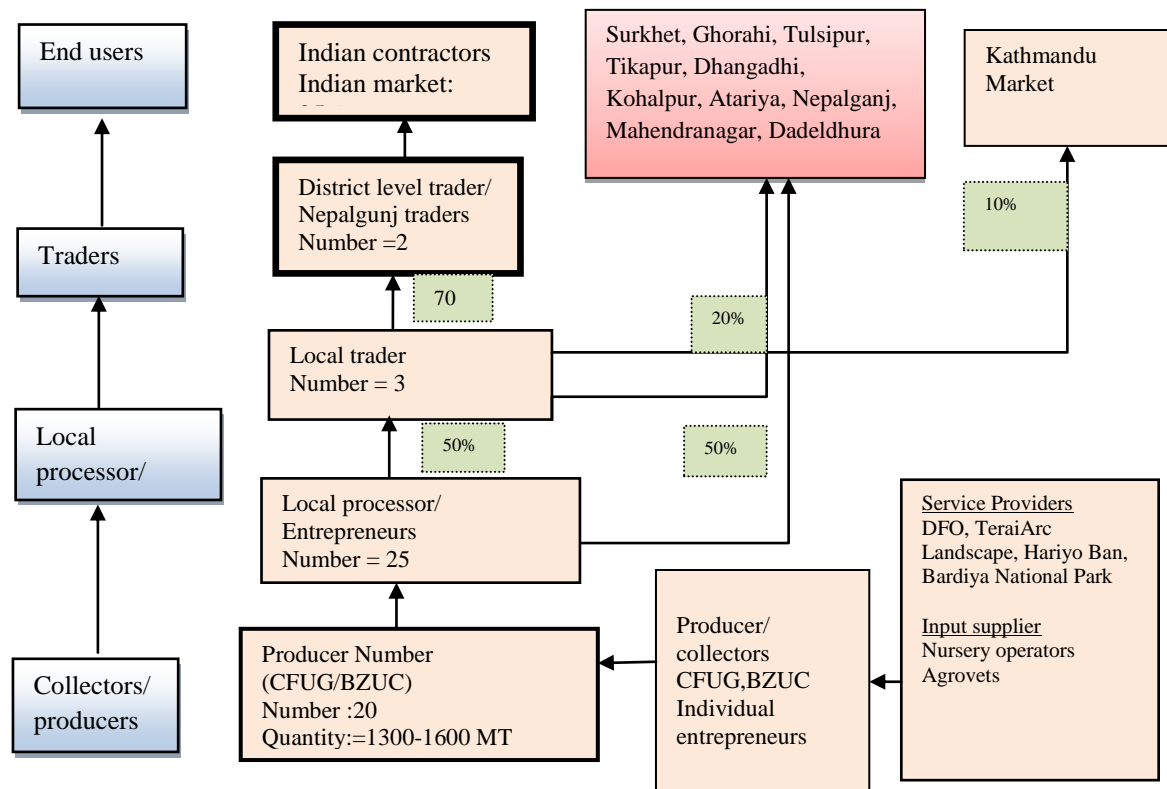 End users
Traders
Local
processor/
Collectors/
producers
Indian contractors
Indian market:
District level trader/
Nepalgunj traders
Number =2
70
Local trader
Number = 3
50%
Local processor/
Entrepreneurs
Number = 25
Producer Number
(CFUG/BZUC)
Number :20
Quantity:=1300-1600 MT
Surkhet, Ghorahi, Tulsipur,
Tikapur, Dhangadhi,
Kohalpur, Atariya, Nepalganj,
Mahendranagar, Dadeldhura
20%
50%
Kathmandu
Market
10%
Producer/
collectors
CFUG,BZUC
Individual
entrepreneurs
Service Providers
DFO, TeraiArc
Landscape, Hariyo Ban,
Bardiya National Park
Input supplier
Nursery operators
Agrovets